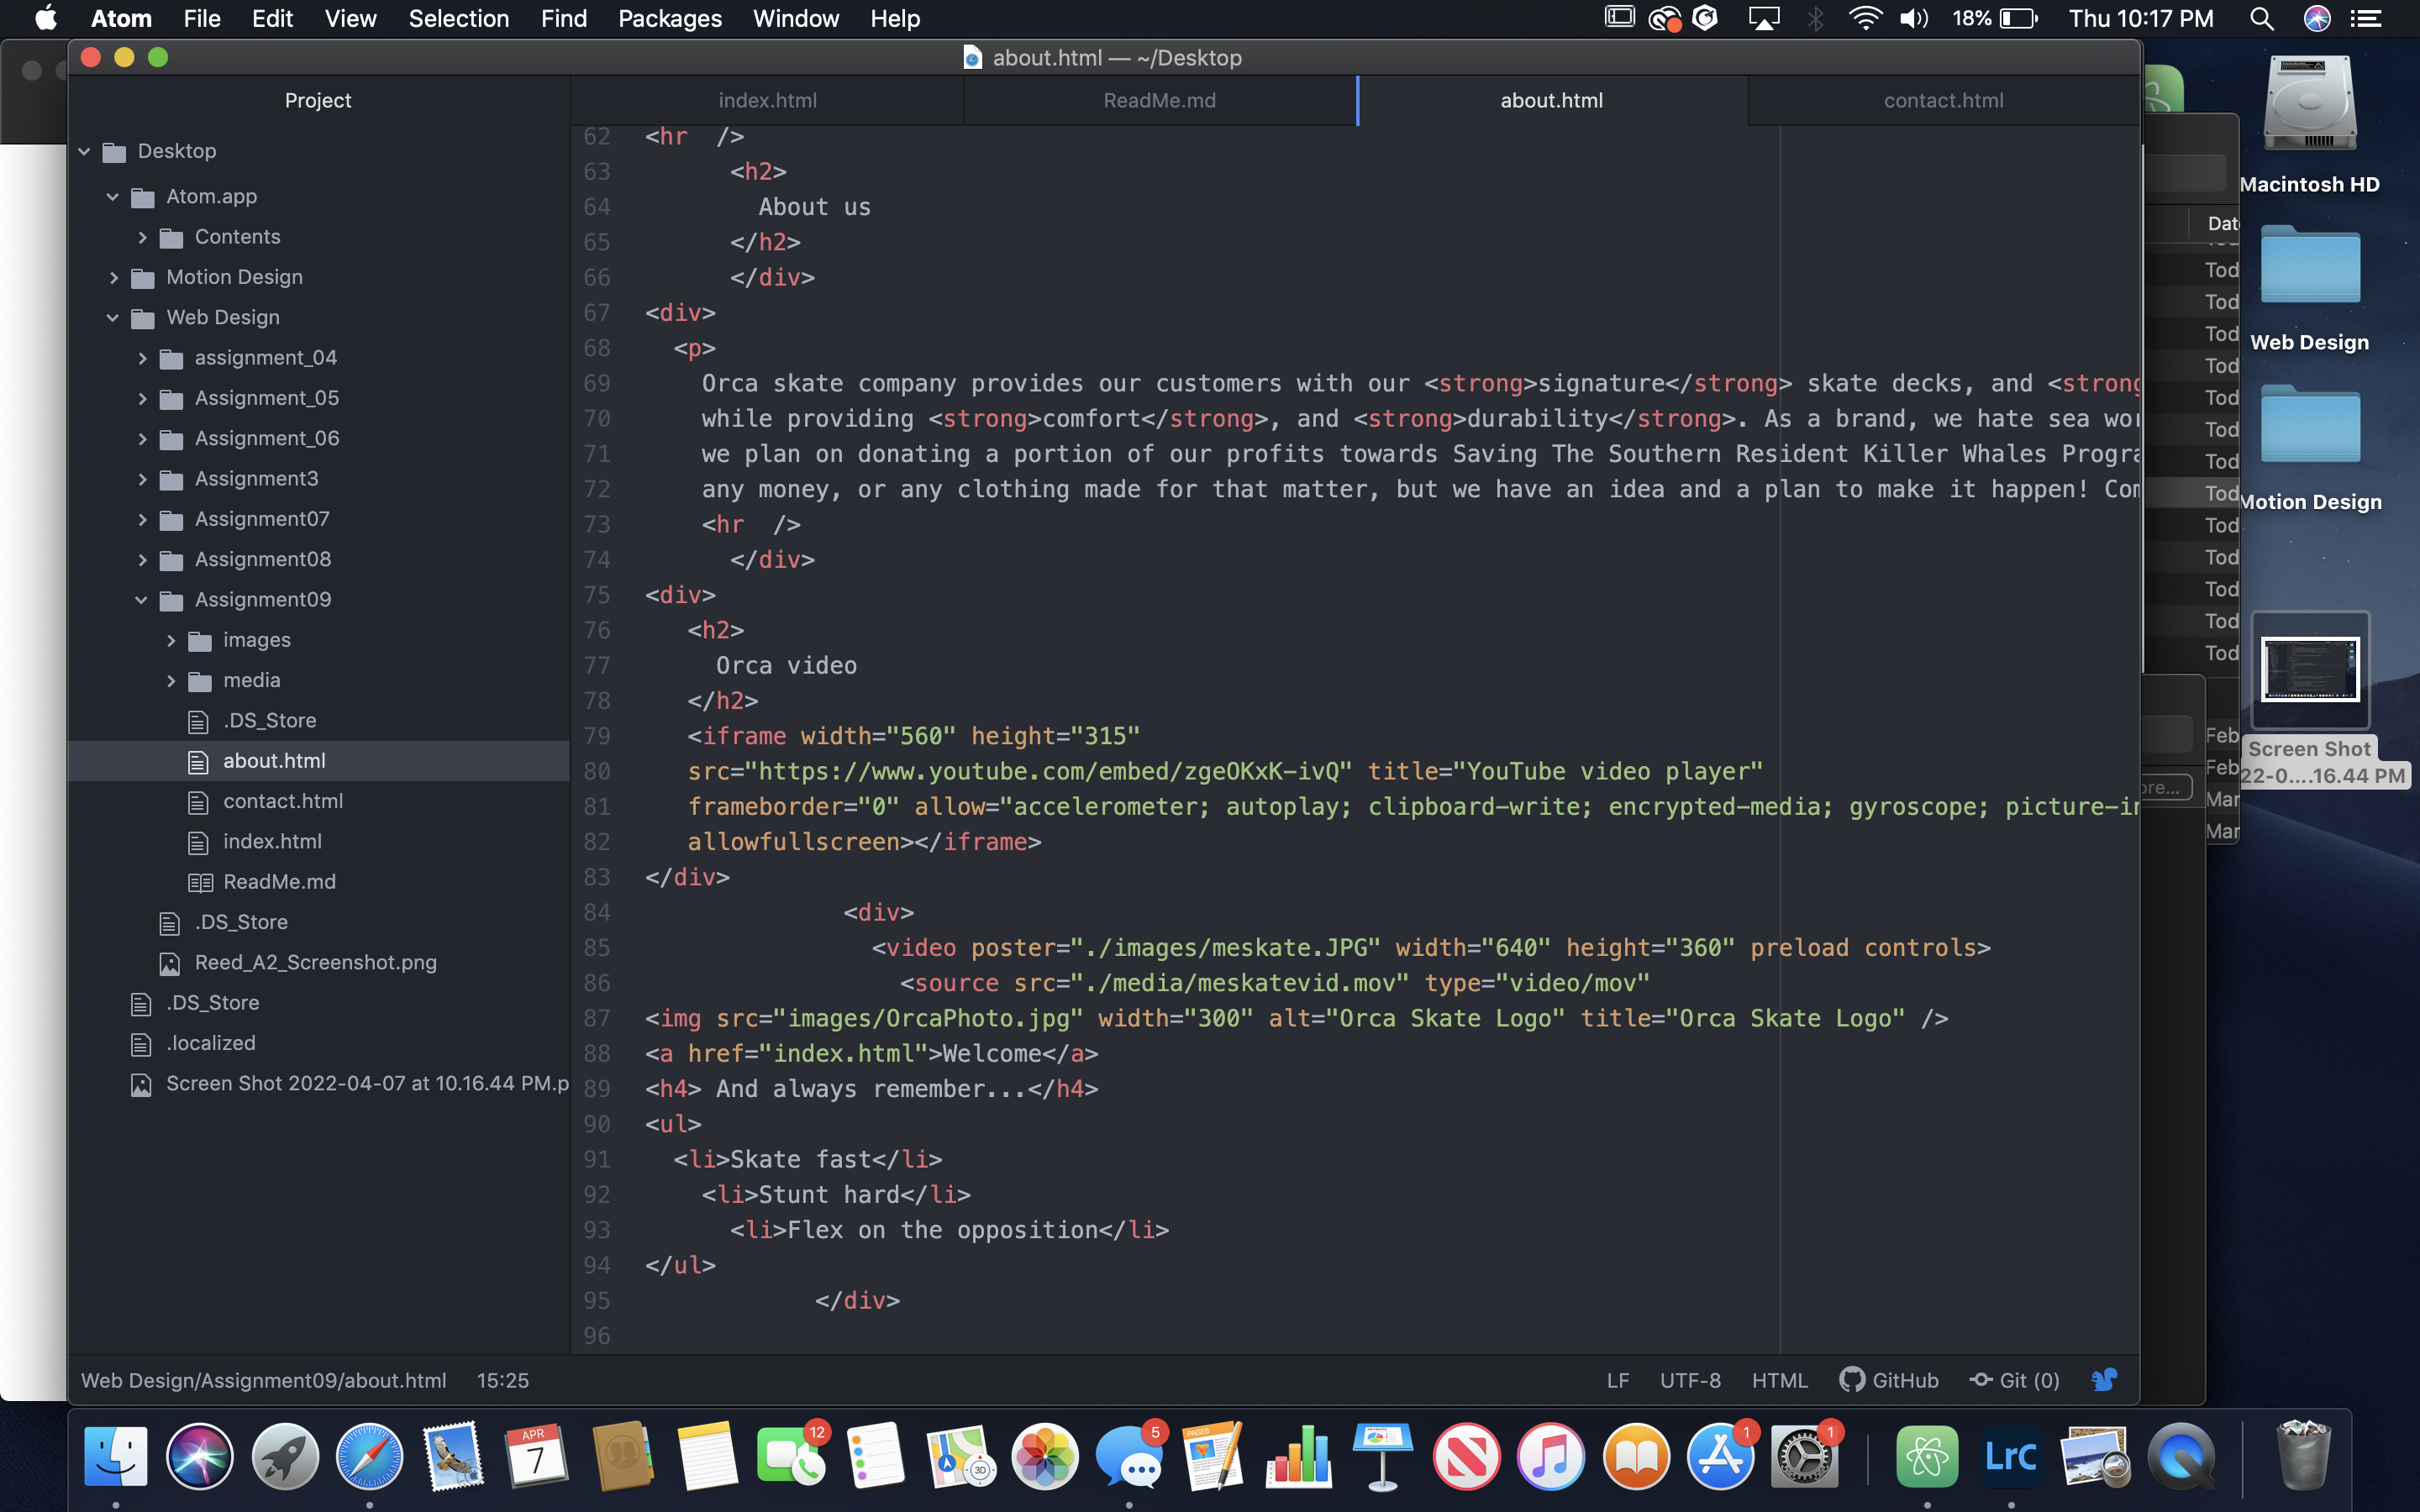 Atom File Edit View Selection Find Packages Window Help 18% Thu 10:17 PM
about.html — ~/Desktop
Project
index.html ReadMe.md about.html contact.html
Desktop
Atom.app
Contents
Motion Design
Web Design
assignment_04
Assignment_05
Assignment_06
Assignment3
Assignment07
Assignment08
Assignment09
images
media
.DS_Store
about.html
contact.html
index.html
ReadMe.md
.DS_Store
Reed_A2_Screenshot.png
.DS_Store
.localized
Screen Shot 2022-04-07 at 10.16.44 PM.p
62 <hr  />
63 <h2>
64 About us
65 </h2>
66 </div>
67 <div>
68 <p>
69 Orca skate company provides our customers with our <strong>signature</strong> skate decks, and <strong
70 while providing <strong>comfort</strong>, and <strong>durability</strong>. As a brand, we hate sea wor
71 we plan on donating a portion of our profits towards Saving The Southern Resident Killer Whales Progra
72 any money, or any clothing made for that matter, but we have an idea and a plan to make it happen! Com
73 <hr  />
74 </div>
75 <div>
76 <h2>
77 Orca video
78 </h2>
79 <iframe width="560" height="315"
80 src="https://www.youtube.com/embed/zgeOKxK-ivQ" title="YouTube video player"
81 frameborder="0" allow="accelerometer; autoplay; clipboard-write; encrypted-media; gyroscope; picture-in
82 allowfullscreen></iframe>
83 </div>
84 <div>
85 <video poster="./images/meskate.JPG" width="640" height="360" preload controls>
86 <source src="./media/meskatevid.mov" type="video/mov"
87 <img src="images/OrcaPhoto.jpg" width="300" alt="Orca Skate Logo" title="Orca Skate Logo" />
88 <a href="index.html">Welcome</a>
89 <h4> And always remember...</h4>
90 <ul>
91 <li>Skate fast</li>
92 <li>Stunt hard</li>
93 <li>Flex on the opposition</li>
94 </ul>
95 </div>
96
Web Design/Assignment09/about.html 15:25 LF UTF-8 HTML GitHub Git (0)
Macintosh HD
Web Design
Motion Design
Screen Shot
22-0....16.44 PM
Dat
Tod
Tod
Tod
Tod
Tod
Tod
Tod
Tod
Tod
Tod
Tod
Tod
Tod
Feb
Feb
Mar
Mar
ore...
APR
7
12
3D
5
PAGES
1
1
LrC